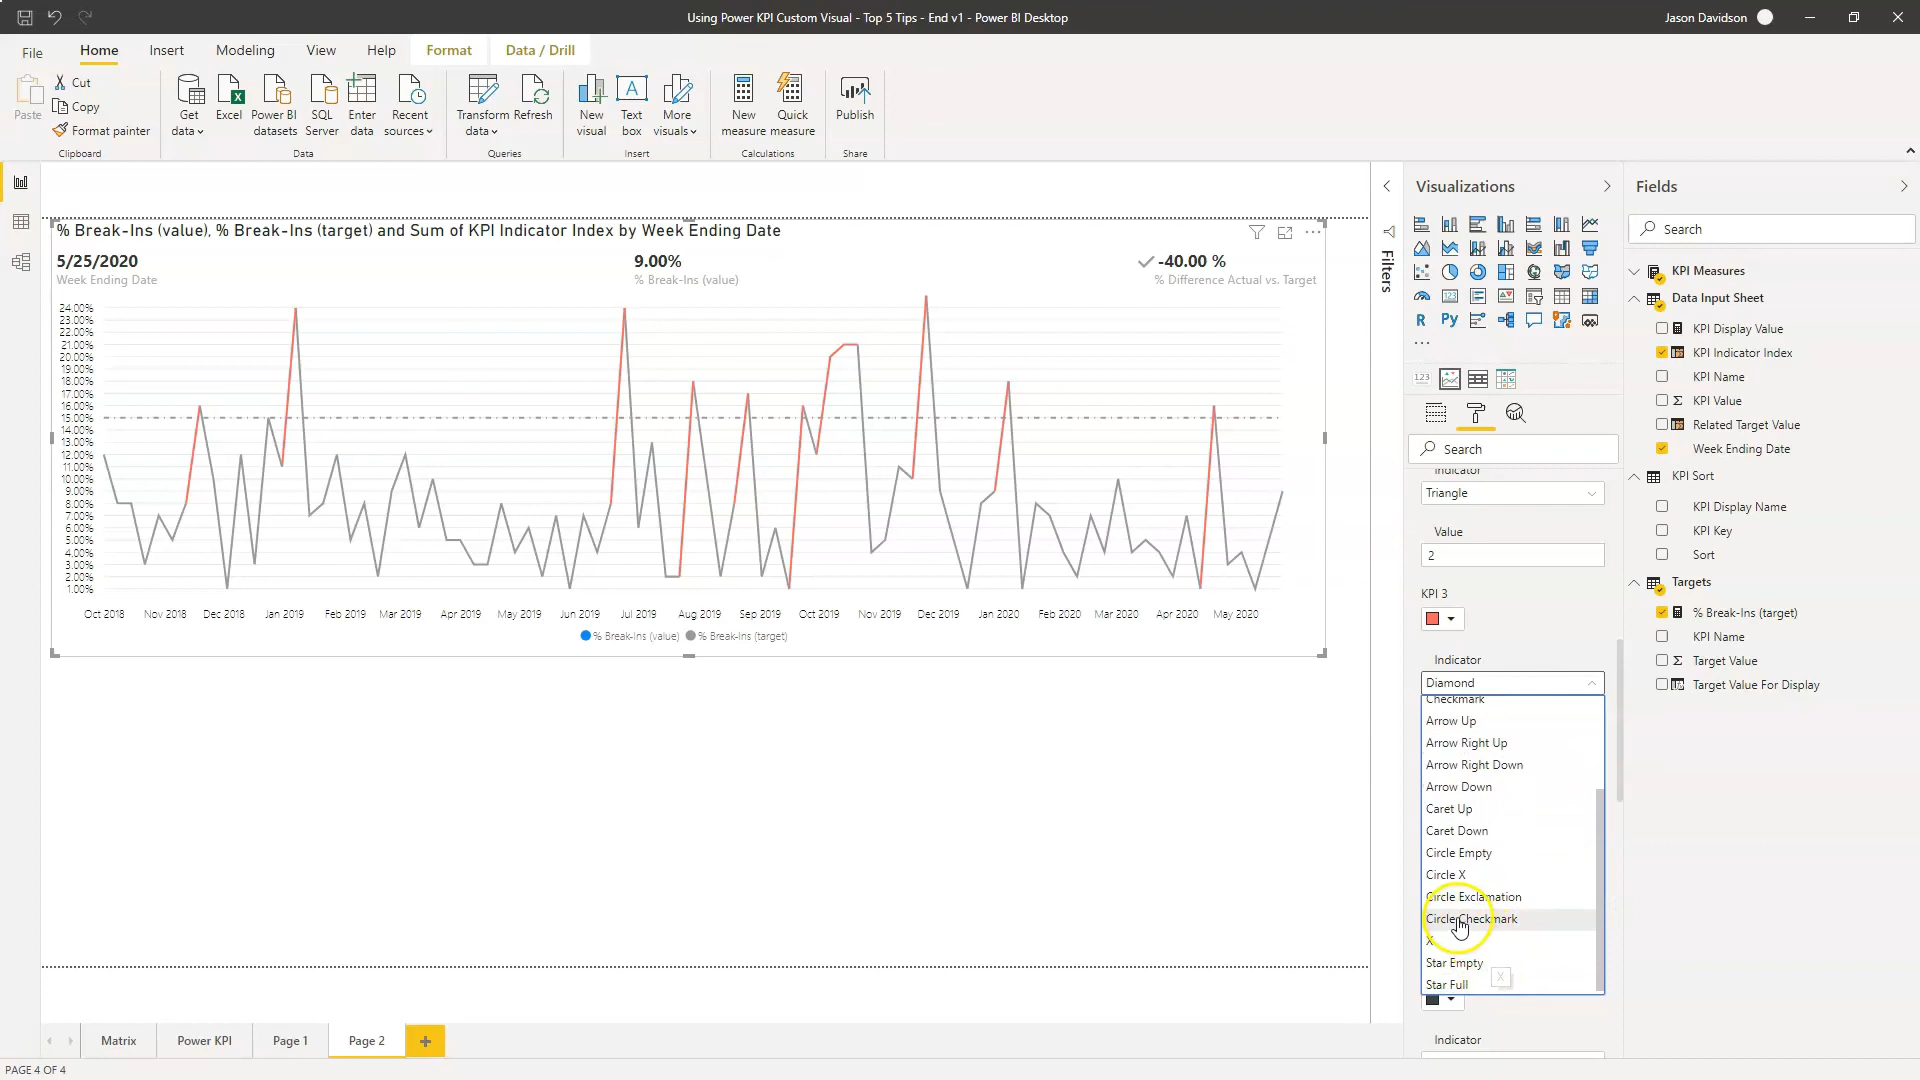 Using Power KPI Custom Visual - Top 5 Tips - End v1 - Power BI Desktop
Jason Davidson
File
Home
Insert
Modeling
View
Help
Format
Data / Drill
Paste
Cut
Copy
Format painter
Clipboard
Get data
Excel
Power BI datasets
SQL Server
Enter data
Recent sources
Data
Transform data
Refresh
Queries
New visual
Text box
More visuals
Insert
New measure
Quick measure
Calculations
Publish
Share
% Break-Ins (value), % Break-Ins (target) and Sum of KPI Indicator Index by Week Ending Date
5/25/2020
Week Ending Date
9.00%
% Break-Ins (value)
-40.00 %
% Difference Actual vs. Target
24.00%
23.00%
22.00%
21.00%
20.00%
19.00%
18.00%
17.00%
16.00%
15.00%
14.00%
13.00%
12.00%
11.00%
10.00%
9.00%
8.00%
7.00%
6.00%
5.00%
4.00%
3.00%
2.00%
1.00%
Oct 2018
Nov 2018
Dec 2018
Jan 2019
Feb 2019
Mar 2019
Apr 2019
May 2019
Jun 2019
Jul 2019
Aug 2019
Sep 2019
Oct 2019
Nov 2019
Dec 2019
Jan 2020
Feb 2020
Mar 2020
Apr 2020
May 2020
% Break-Ins (value)
% Break-Ins (target)
Filters
Visualizations
R
Py
123
123
Search
Indicator
Triangle
Value
2
KPI 3
Indicator
Diamond
Checkmark
Arrow Up
Arrow Right Up
Arrow Right Down
Arrow Down
Caret Up
Caret Down
Circle Empty
Circle X
Circle Exclamation
Circle Checkmark
X
Star Empty
X
Star Full
Indicator
Fields
Search
KPI Measures
Data Input Sheet
KPI Display Value
KPI Indicator Index
KPI Name
KPI Value
Related Target Value
Week Ending Date
KPI Sort
KPI Display Name
KPI Key
Sort
Targets
% Break-Ins (target)
KPI Name
Target Value
Target Value For Display
Matrix
Power KPI
Page 1
Page 2
PAGE 4 OF 4